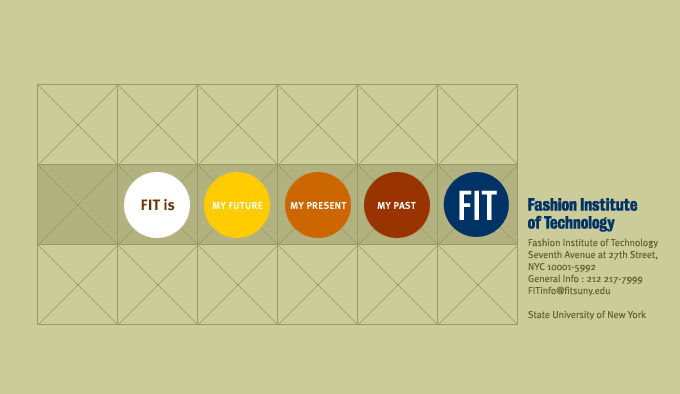 FIT is
MY FUTURE
MY PRESENT
MY PAST
FIT
Fashion Institute
of Technology
Fashion Institute of Technology
Seventh Avenue at 27th Street,
NYC 10001-5992
General Info : 212 217-7999
FITinfo@fitsuny.edu
State University of New York